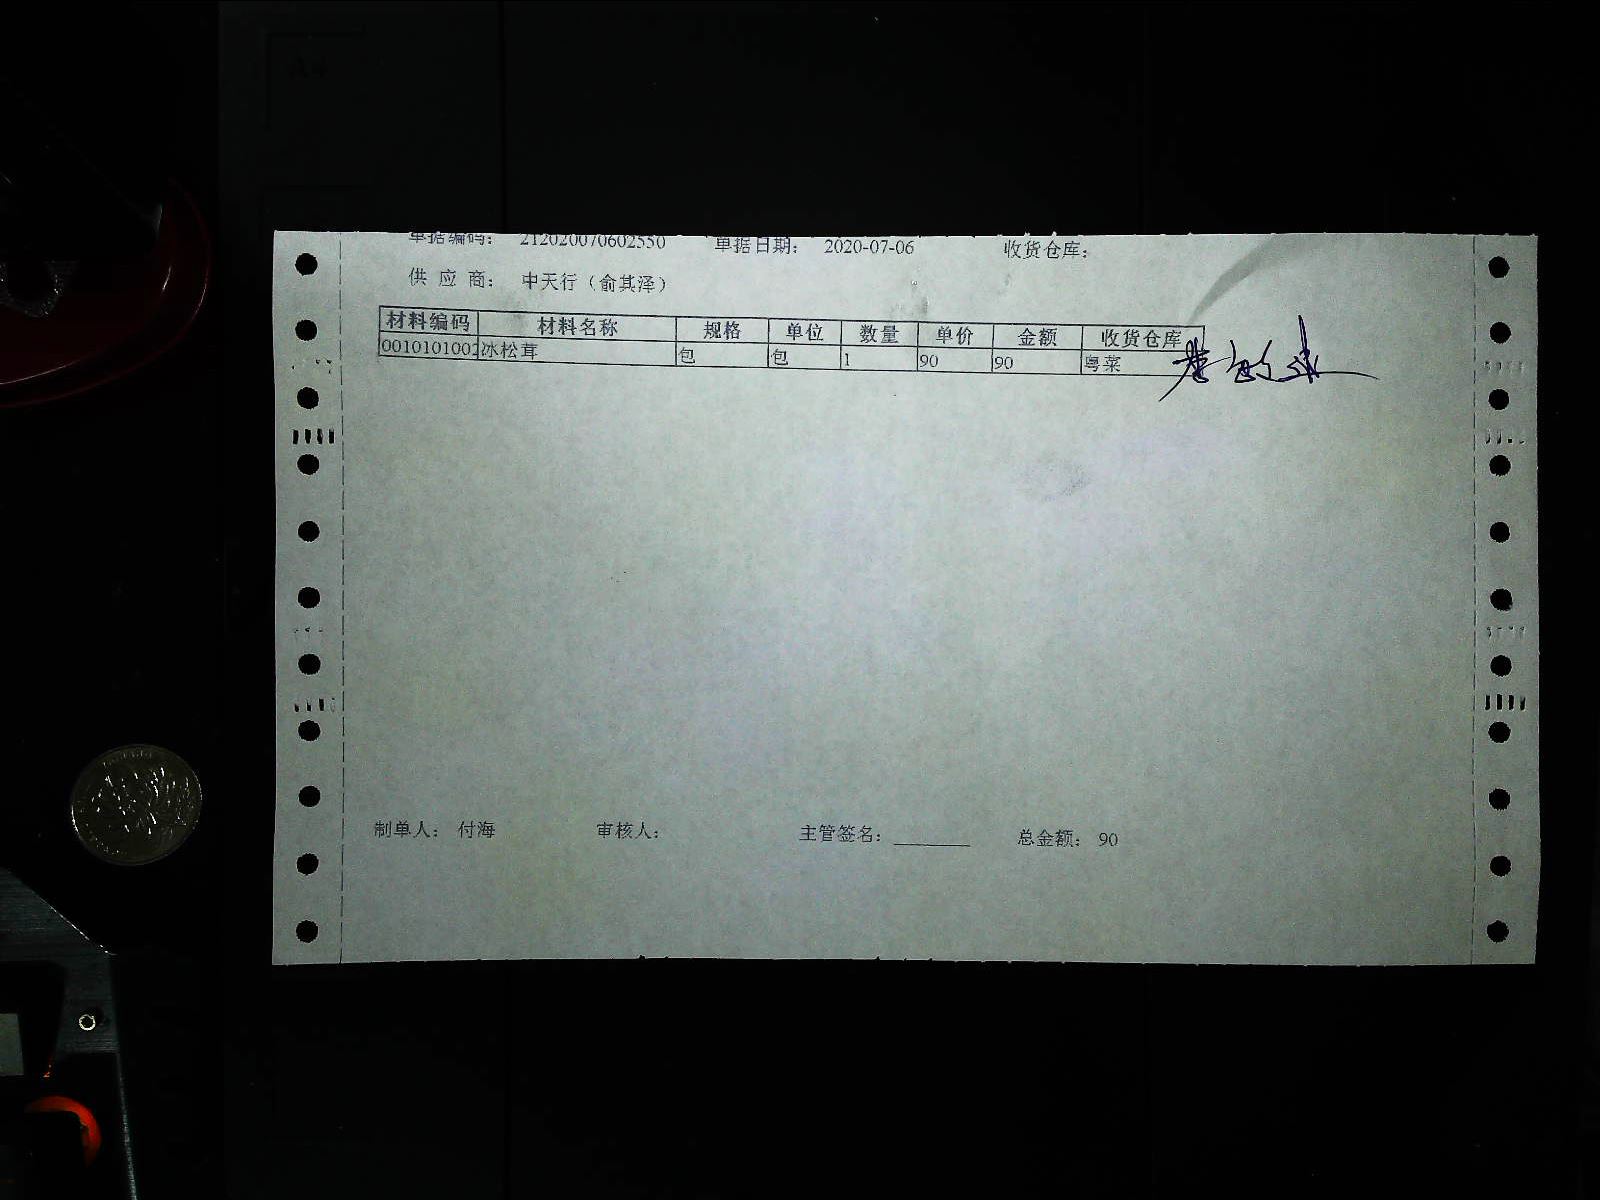 单据编码: 212020070602550 单据日期: 2020-07-06 收货仓库:
供 应 商: 中天行（俞其泽）
材料编码 材料名称 规格 单位 数量 单价 金额 收货仓库
0010101002 冰松茸 包 包 1 90 90 粤菜
制单人: 付海 审核人: 主管签名: ________ 总金额: 90